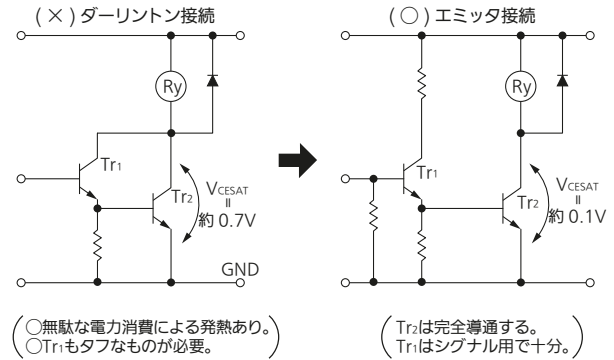 (×)ダーリントン接続
(○)エミッタ接続
Ry
Tr1
Tr2
VCESAT
॥
約0.7V
GND
Ry
Tr1
Tr2
VCESAT
॥
約0.1V
○無駄な電力消費による発熱あり。
○Tr1もタフなものが必要。
Tr2は完全導通する。
Tr1はシグナル用で十分。